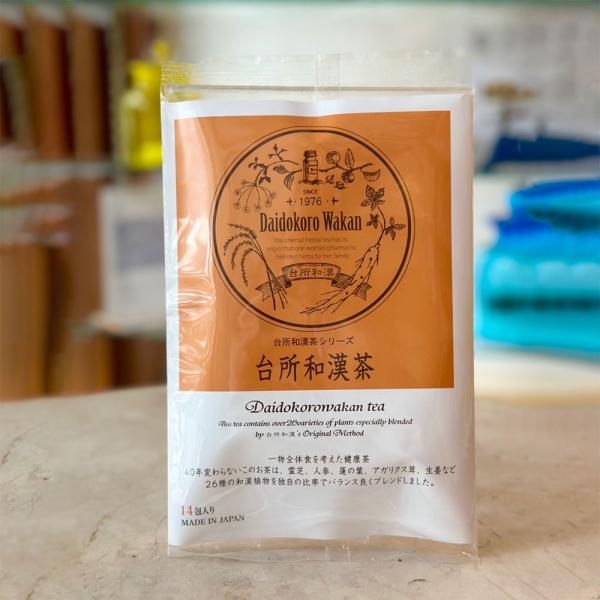 SINCE
1976
Daidokoro Wakan
This oriental herbal tea has its
origin that one woman pharmacist
blended herbs for her family
台所和漢
台所和漢茶シリーズ
台所和漢茶
Daidokorowakan tea
This tea contains over20varieties of plants especially blended
by 台所和漢's Original Method
一物全体食を考えた健康茶
40年変わらないこのお茶は、霊芝、人参、蓮の葉、アガリクス茸、生姜など
26種の和漢植物を独自の比率でバランス良くブレンドしました。
14包入り
MADE IN JAPAN